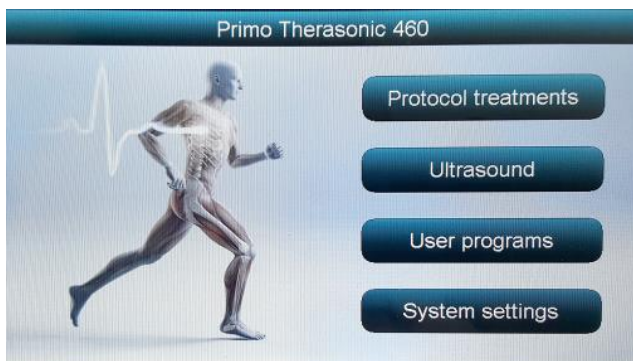 Primo Therasonic 460
Protocol treatments
Ultrasound
User programs
System settings